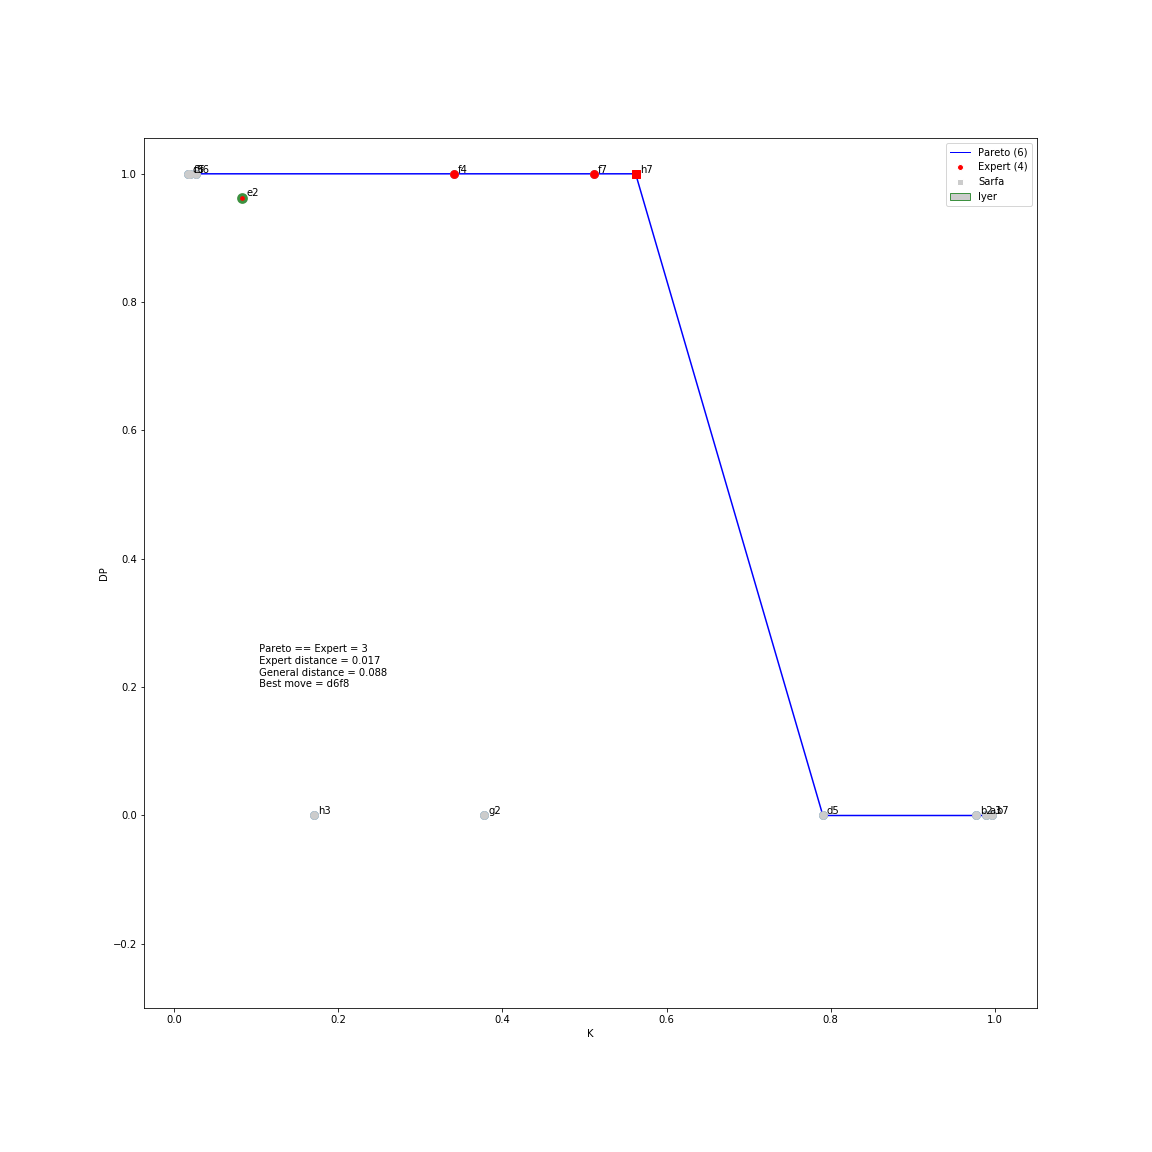 1.0
0.8
0.6
0.4
0.2
0.0
−0.2
DP
f4
f7
h7
e2
Pareto (6)
Expert (4)
Sarfa
Iyer
Pareto == Expert = 3
Expert distance = 0.017
General distance = 0.088
Best move = d6f8
h3
g2
d5
b2
b7
0.0
0.2
0.4
0.6
0.8
1.0
K